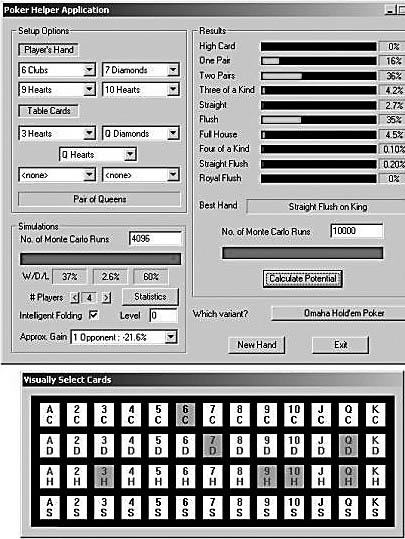 Poker Helper Application
Setup Options
Player's Hand
6 Clubs 7 Diamonds
9 Hearts 10 Hearts
Table Cards
3 Hearts Q Diamonds
Q Hearts
<none> <none>
Pair of Queens
Simulations
No. of Monte Carlo Runs 4096
W/D/L 37% 2.6% 60%
# Players < 4 > Statistics
Intelligent Folding Level 0
Approx. Gain 1 Opponent : -21.6%
Results
High Card 0%
One Pair 16%
Two Pairs 36%
Three of a Kind 4.2%
Straight 2.7%
Flush 35%
Full House 4.5%
Four of a Kind 0.10%
Straight Flush 0.20%
Royal Flush 0%
Best Hand Straight Flush on King
No. of Monte Carlo Runs 10000
Calculate Potential
Which variant? Omaha Hold'em Poker
New Hand Exit
Visually Select Cards
A 2 3 4 5 6 7 8 9 10 J Q K
C C C C C C C C C C C C C
A 2 3 4 5 6 7 8 9 10 J Q K
D D D D D D D D D D D D D
A 2 3 4 5 6 7 8 9 10 J Q K
H H H H H H H H H H H H H
A 2 3 4 5 6 7 8 9 10 J Q K
S S S S S S S S S S S S S